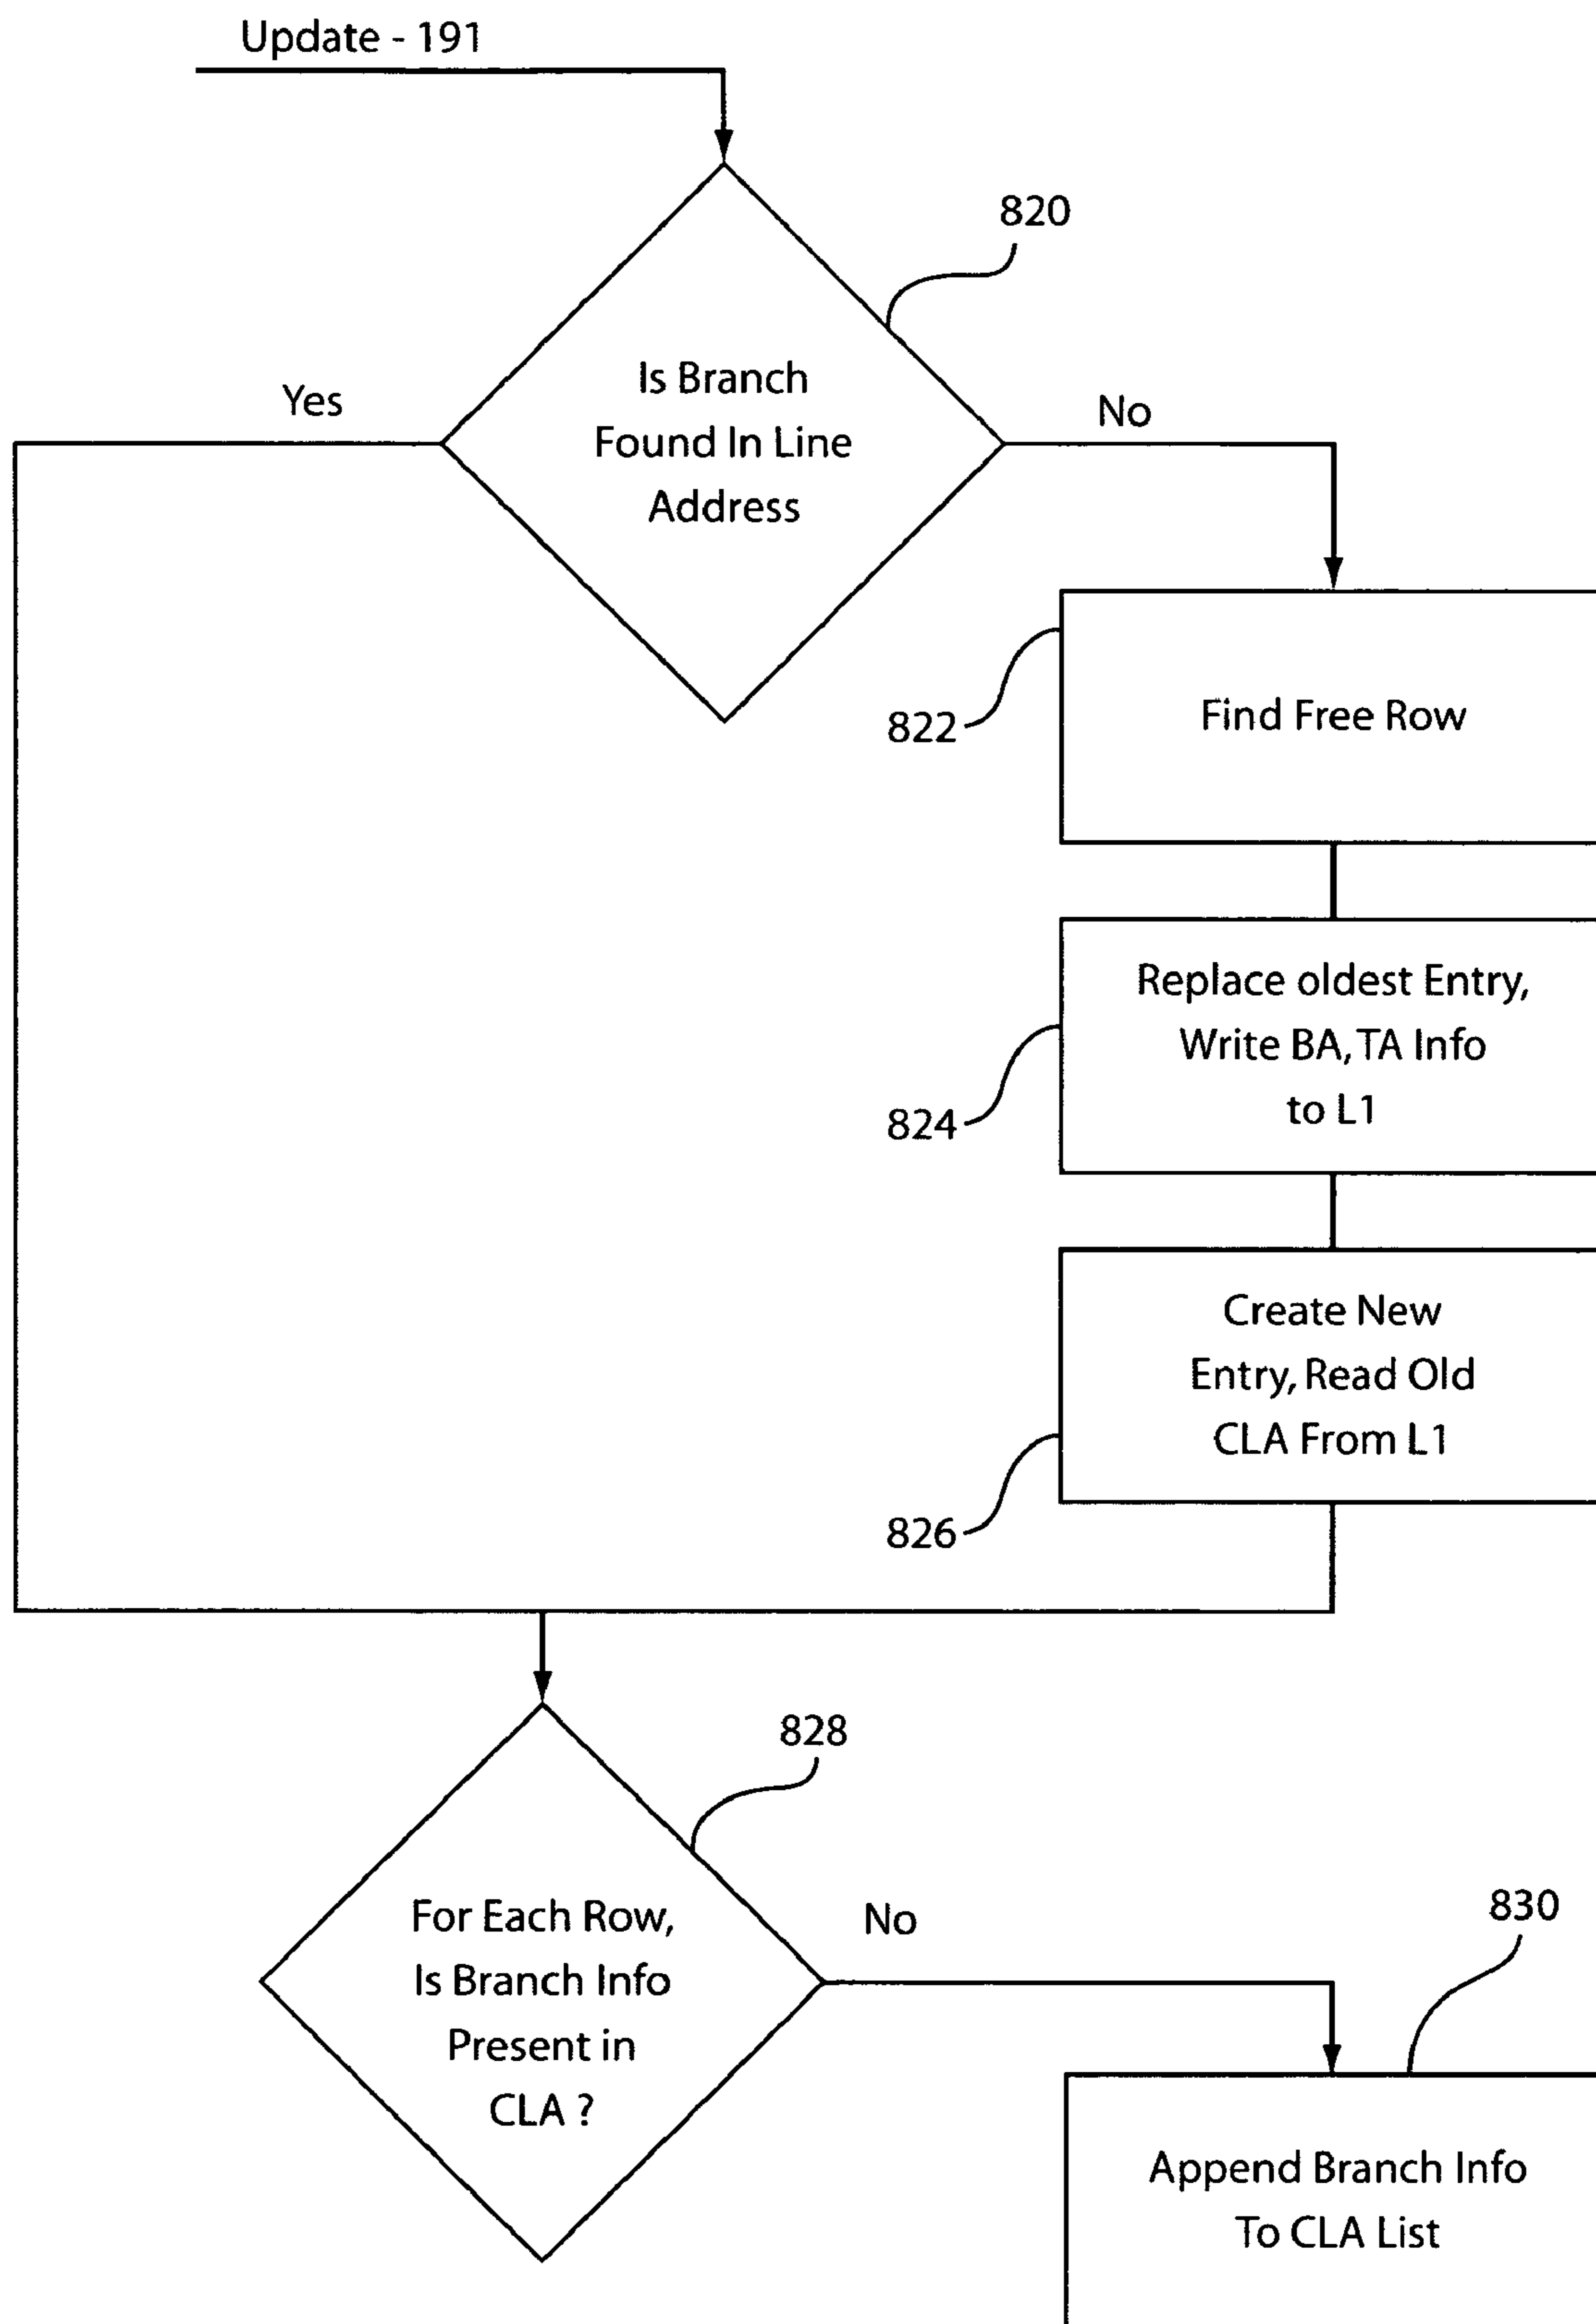 Update - 191
820
Is Branch
Found In Line
Address
Yes
No
822
Find Free Row
Replace oldest Entry,
Write BA, TA Info
to L1
824
Create New
Entry, Read Old
CLA From L1
826
828
For Each Row,
Is Branch Info
Present in
CLA ?
No
830
Append Branch Info
To CLA List